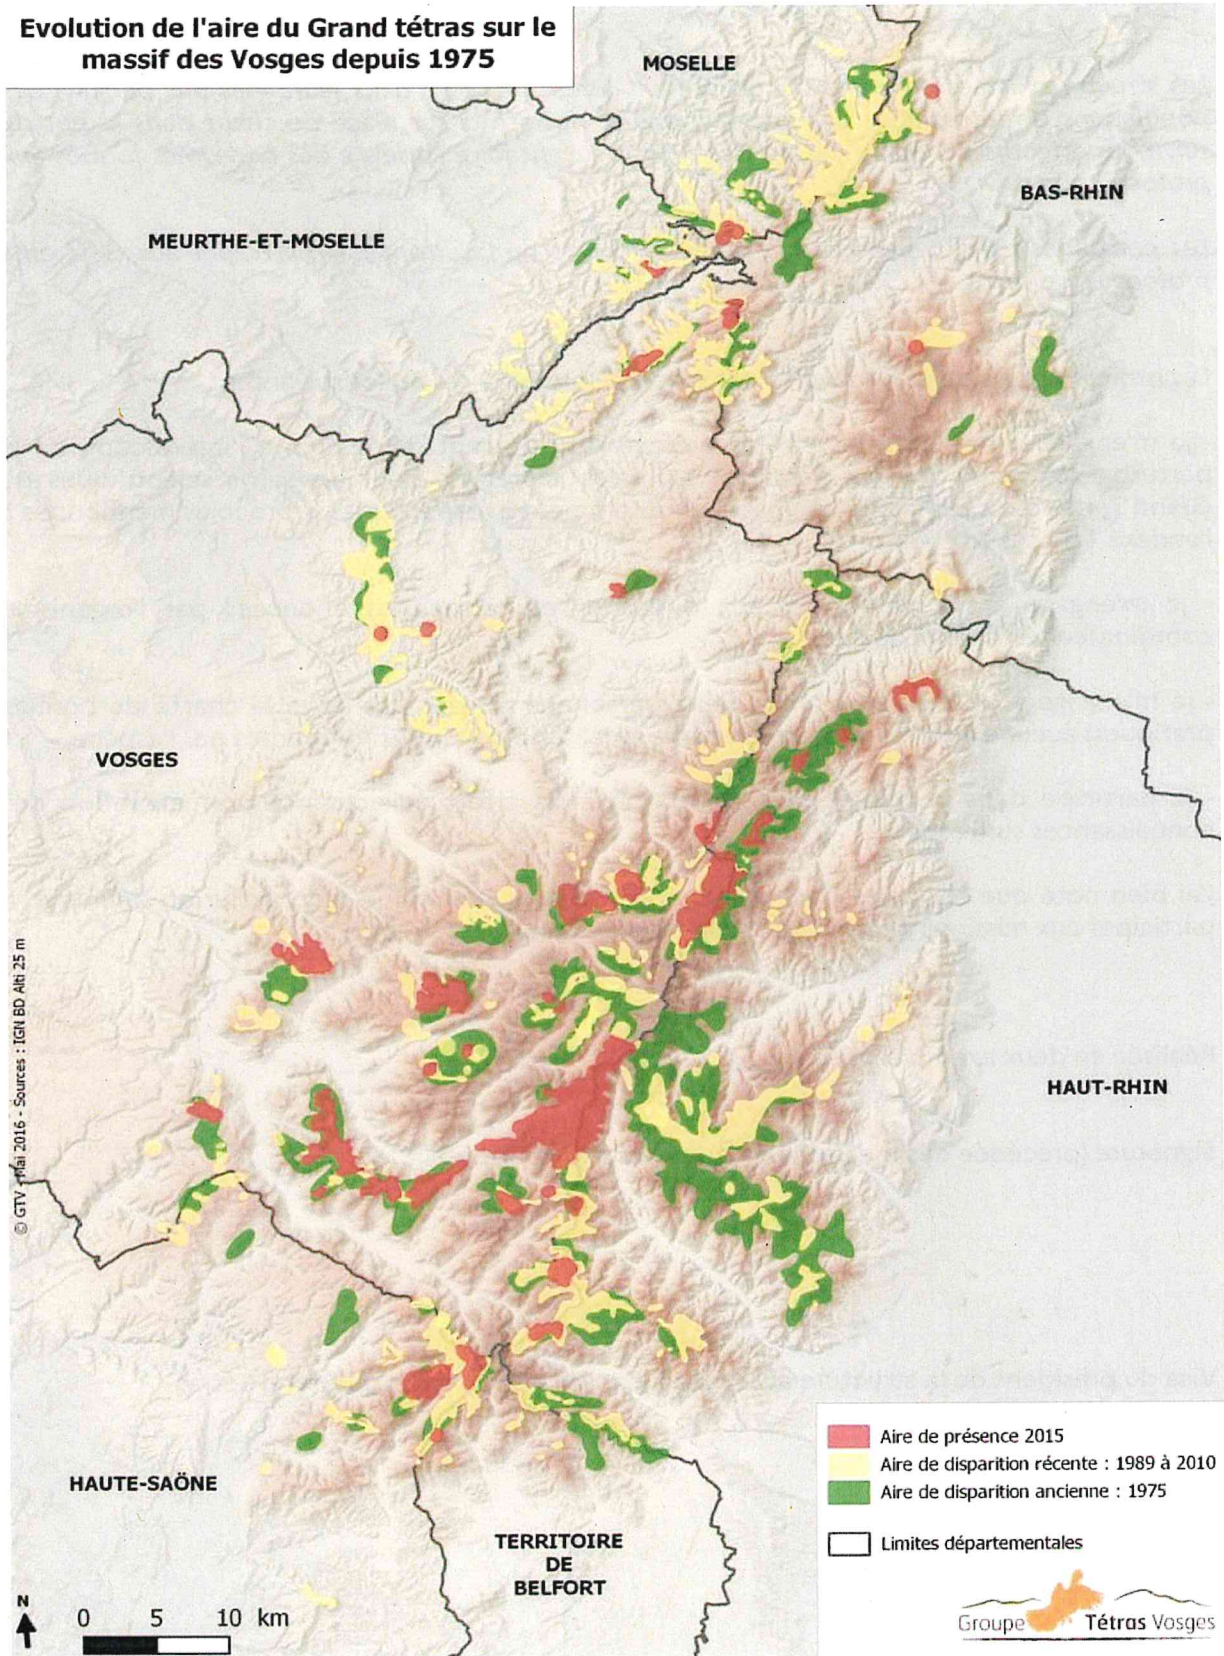 Evolution de l'aire du Grand tétras sur le
massif des Vosges depuis 1975
MOSELLE
BAS-RHIN
MEURTHE-ET-MOSELLE
VOSGES
HAUT-RHIN
© GTV - Mai 2016 - Sources : IGN BD Alti 25 m
HAUTE-SAÖNE
TERRITOIRE
DE
BELFORT
Aire de présence 2015
Aire de disparition récente : 1989 à 2010
Aire de disparition ancienne : 1975
Limites départementales
N
0 5 10 km
Groupe Tétras Vosges